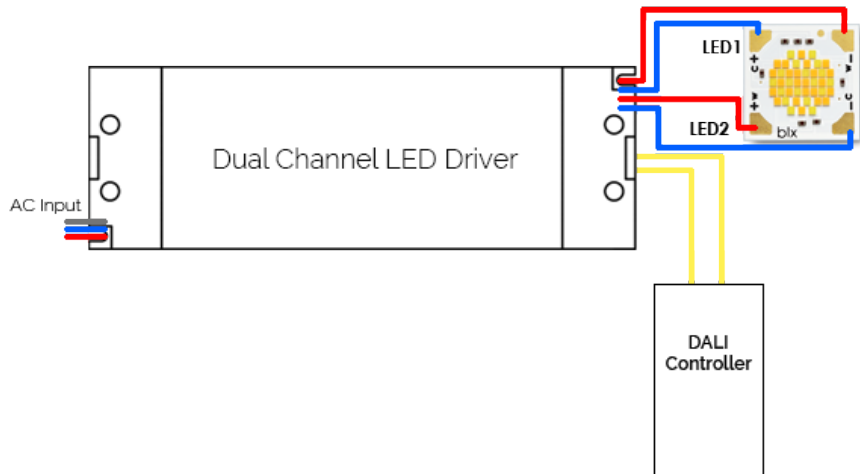 LED1
C+
W-
Dual Channel LED Driver
+W
-C
LED2
blx
AC Input
DALI
Controller